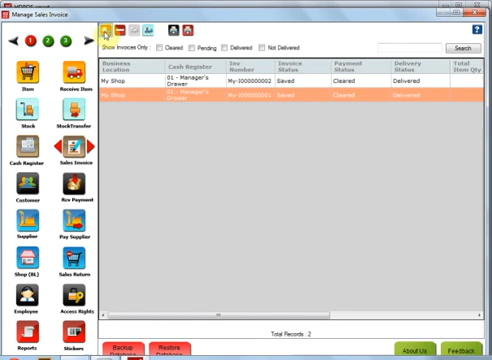 Manage Sales Invoice
1 2 3
Show Invoices Only : Cleared Pending Delivered Not Delivered Search
Business Location Cash Register Inv Number Invoice Status Payment Status Delivery Status Total Item Qty
My Shop 01 - Manager's Drawer My-I000000002 Saved Cleared Delivered
My Shop 01 - Manager's Drawer My-I000000001 Saved Cleared Delivered
Item Receive Item
Stock StockTransfer
Cash Register Sales Invoice
Customer Rcv Payment
Supplier Pay Supplier
Shop (BL) Sales Return
Employee Access Rights
Reports Stickers
Total Records : 2
Backup Database Restore Database About Us Feedback